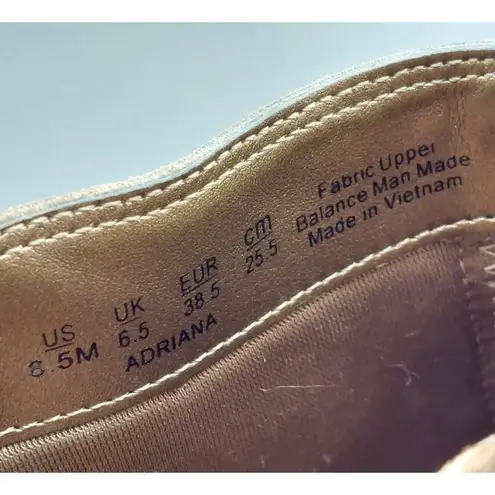 US UK EUR cm
8.5M 6.5 38.5 25.5
ADRIANA
Fabric Upper
Balance Man Made
Made in Vietnam